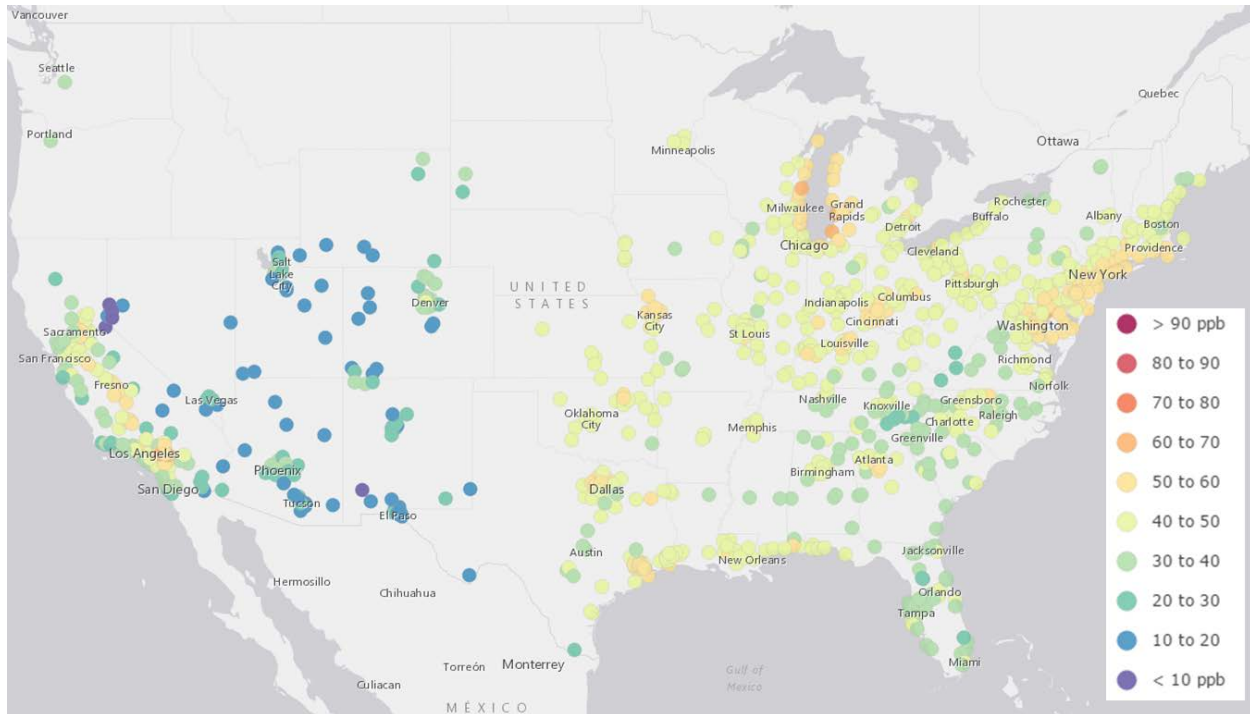 Vancouver
Seattle
Portland
Quebec
Ottawa
Minneapolis
Rochester
Milwaukee
Grand
Rapids
Buffalo
Albany
Detroit
Boston
Chicago
Cleveland
Providence
Salt
Lake
City
UNITED
STATES
New York
Denver
Pittsburgh
Indianapolis
Columbus
Kansas
City
Cincinnati
Washington
Sacramento
St Louis
Louisville
San Francisco
Richmond
Fresno
Norfolk
Las Vegas
Nashville
Knoxville
Greensboro
Oklahoma
City
Raleigh
Memphis
Charlotte
Greenville
Los Angeles
Atlanta
Phoenix
Birmingham
San Diego
Dallas
Tucson
El Paso
Austin
Jacksonville
New Orleans
Hermosillo
Chihuahua
Orlando
Tampa
Miami
Torreón
Monterrey
Gulf of
Mexico
Culiacan
MÉXICO
> 90 ppb
80 to 90
70 to 80
60 to 70
50 to 60
40 to 50
30 to 40
20 to 30
10 to 20
< 10 ppb